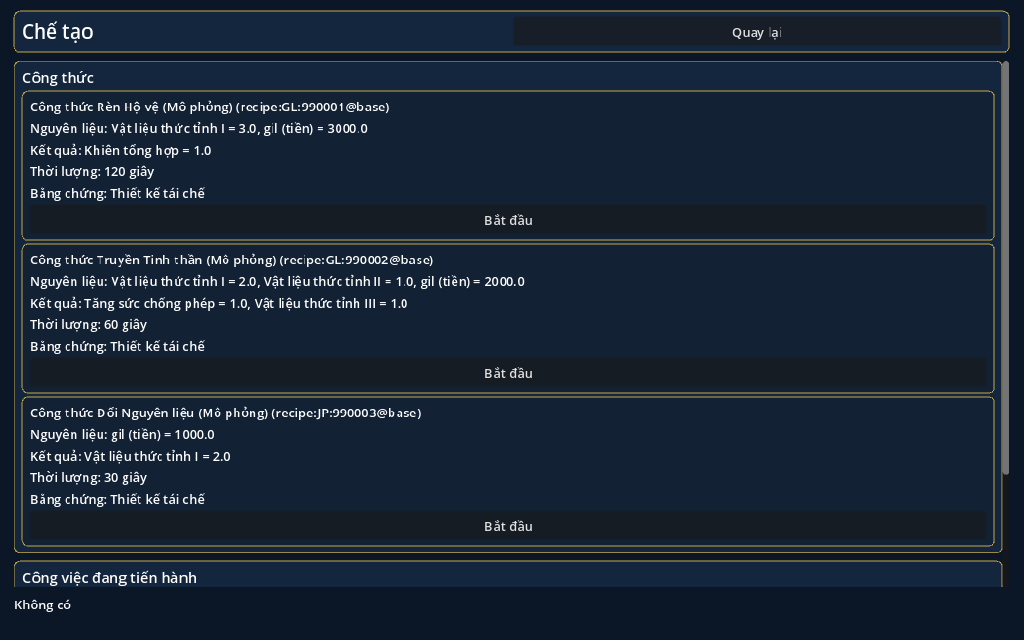 Chế tạo
Quay lại
Công thức
Công thức Rèn Hộ vệ (Mô phỏng) (recipe:GL:990001@base)
Nguyên liệu: Vật liệu thức tỉnh I = 3.0, gil (tiền) = 3000.0
Kết quả: Khiên tổng hợp = 1.0
Thời lượng: 120 giây
Bằng chứng: Thiết kế tái chế
Bắt đầu
Công thức Truyền Tinh thần (Mô phỏng) (recipe:GL:990002@base)
Nguyên liệu: Vật liệu thức tỉnh I = 2.0, Vật liệu thức tỉnh II = 1.0, gil (tiền) = 2000.0
Kết quả: Tăng sức chống phép = 1.0, Vật liệu thức tỉnh III = 1.0
Thời lượng: 60 giây
Bằng chứng: Thiết kế tái chế
Bắt đầu
Công thức Đổi Nguyên liệu (Mô phỏng) (recipe:JP:990003@base)
Nguyên liệu: gil (tiền) = 1000.0
Kết quả: Vật liệu thức tỉnh I = 2.0
Thời lượng: 30 giây
Bằng chứng: Thiết kế tái chế
Bắt đầu
Công việc đang tiến hành
Không có